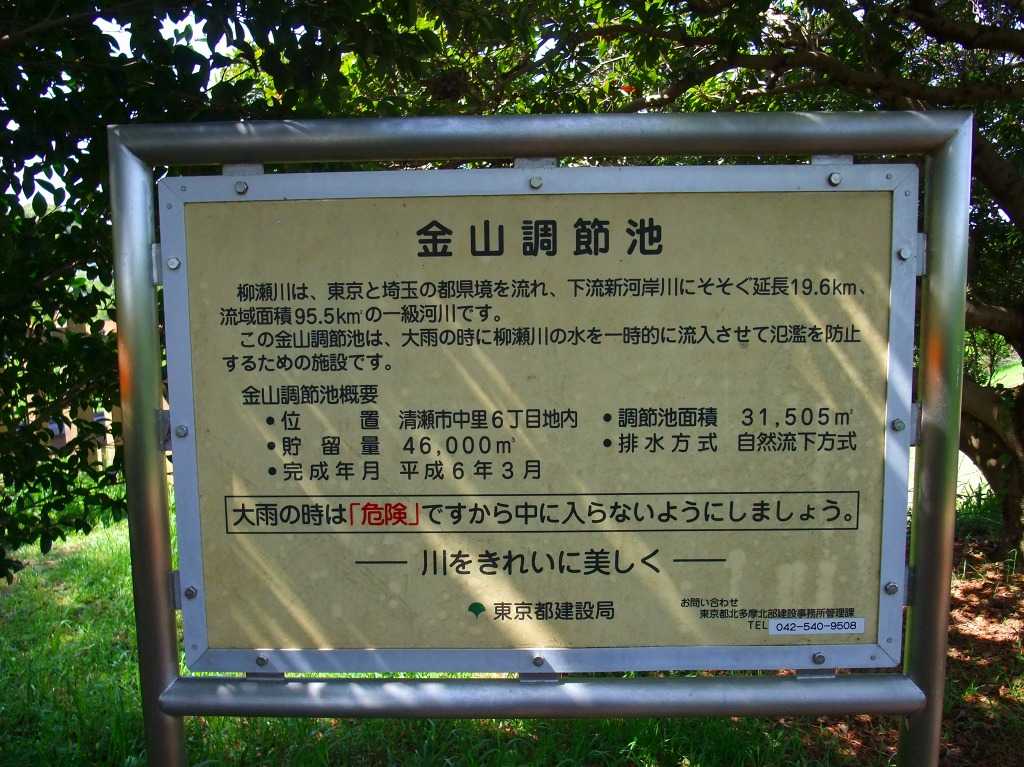 金山調節池
柳瀬川は、東京と埼玉の都県境を流れ、下流新河岸川にそそぐ延長19.6km、
流域面積95.5k㎡の一級河川です。
この金山調節池は、大雨の時に柳瀬川の水を一時的に流入させて氾濫を防止
するための施設です。
金山調節池概要
•位置 清瀬市中里6丁目地内 •調節池面積 31,505㎡
•貯留量 46,000㎥ •排水方式 自然流下方式
•完成年月 平成6年3月
大雨の時は「危険」ですから中に入らないようにしましょう。
── 川をきれいに美しく ──
東京都建設局
お問い合わせ
東京都北多摩北部建設事務所管理課
TEL 042-540-9508